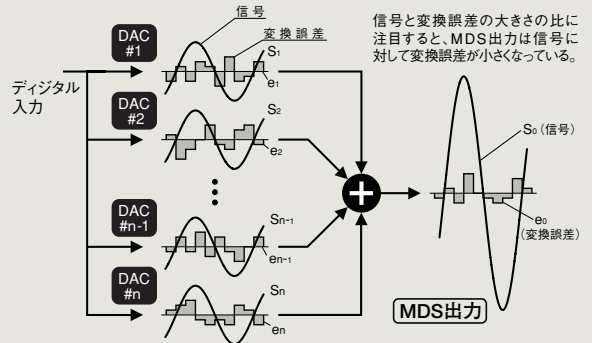 信号
変換誤差
信号と変換誤差の大きさの比に
注目すると、MDS出力は信号に
対して変換誤差が小さくなっている。
ディジタル
入力
DAC
#1
S1
e1
DAC
#2
S2
e2
DAC
#n-1
Sn-1
en-1
DAC
#n
Sn
en
+
S0(信号)
e0
(変換誤差)
MDS出力